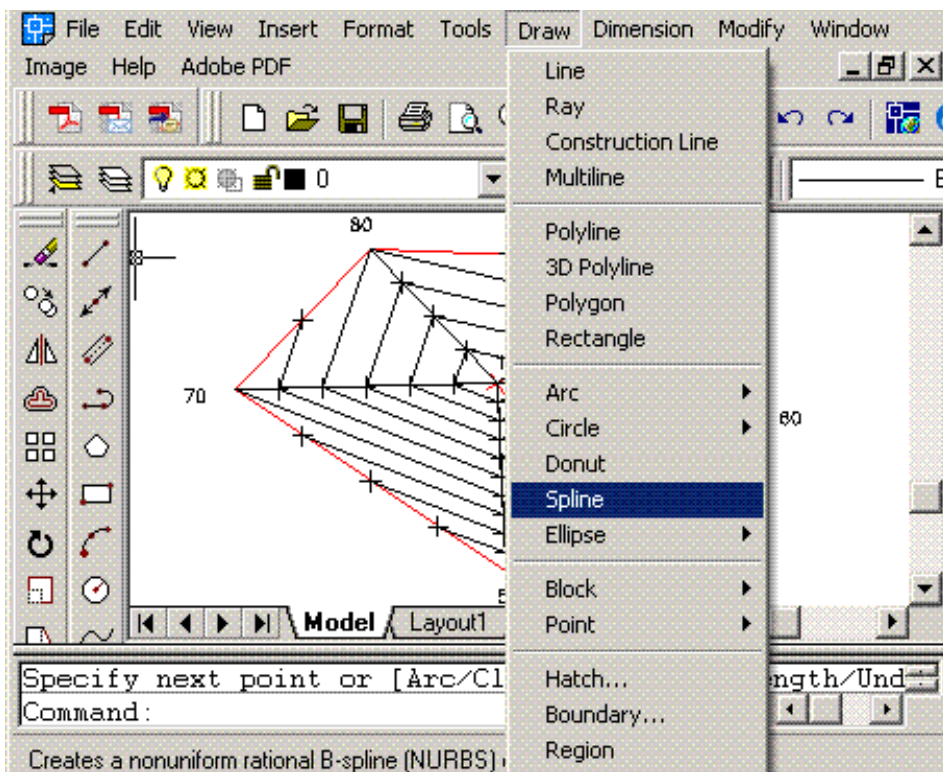 File Edit View Insert Format Tools Draw Dimension Modify Window
Image Help Adobe PDF
Line
Ray
Construction Line
Multiline
Polyline
3D Polyline
Polygon
Rectangle
Arc
Circle
Donut
Spline
Ellipse
Block
Point
Hatch...
Boundary...
Region
0
80
70
60
Model Layout1
Specify next point or [Arc/Cl
ngth/Und
Command:
Creates a nonuniform rational B-spline (NURBS)